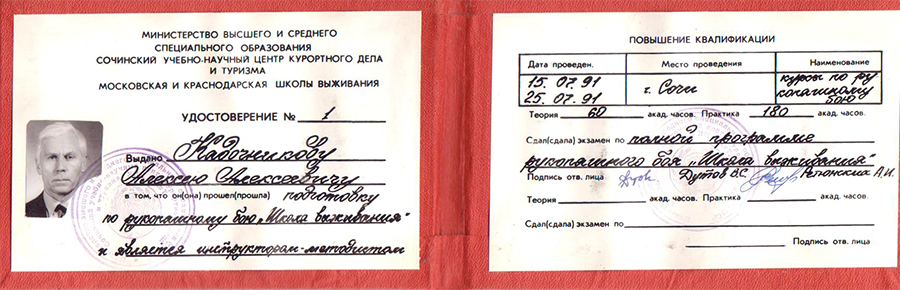 МИНИСТЕРСТВО ВЫСШЕГО И СРЕДНЕГО
СПЕЦИАЛЬНОГО ОБРАЗОВАНИЯ
СОЧИНСКИЙ УЧЕБНО-НАУЧНЫЙ ЦЕНТР КУРОРТНОГО ДЕЛА
И ТУРИЗМА
МОСКОВСКАЯ И КРАСНОДАРСКАЯ ШКОЛЫ ВЫЖИВАНИЯ
УДОСТОВЕРЕНИЕ № 1
Выдано Кадочникову
Алексею Алексеевичу
в том, что он(она) прошел(прошла) подготовку
по рукопашному бою „Школа выживания"
и является инструктором-методистом
ПОВЫШЕНИЕ КВАЛИФИКАЦИИ
Дата проведен. Место проведения Наименование
15.07.91 г. Сочи курсы по ру
25.07.91 копашному
бою
Теория 60 акад. часов. Практика 180 акад. часов.
Сдал(сдала) экзамен по полной программе
рукопашного боя „Школа выживания"
Подпись отв. лица Дутов В.С. Ретюнских А.И.
Теория акад. часов. Практика акад. часов.
Сдал(сдала) экзамен по
Подпись отв. лица